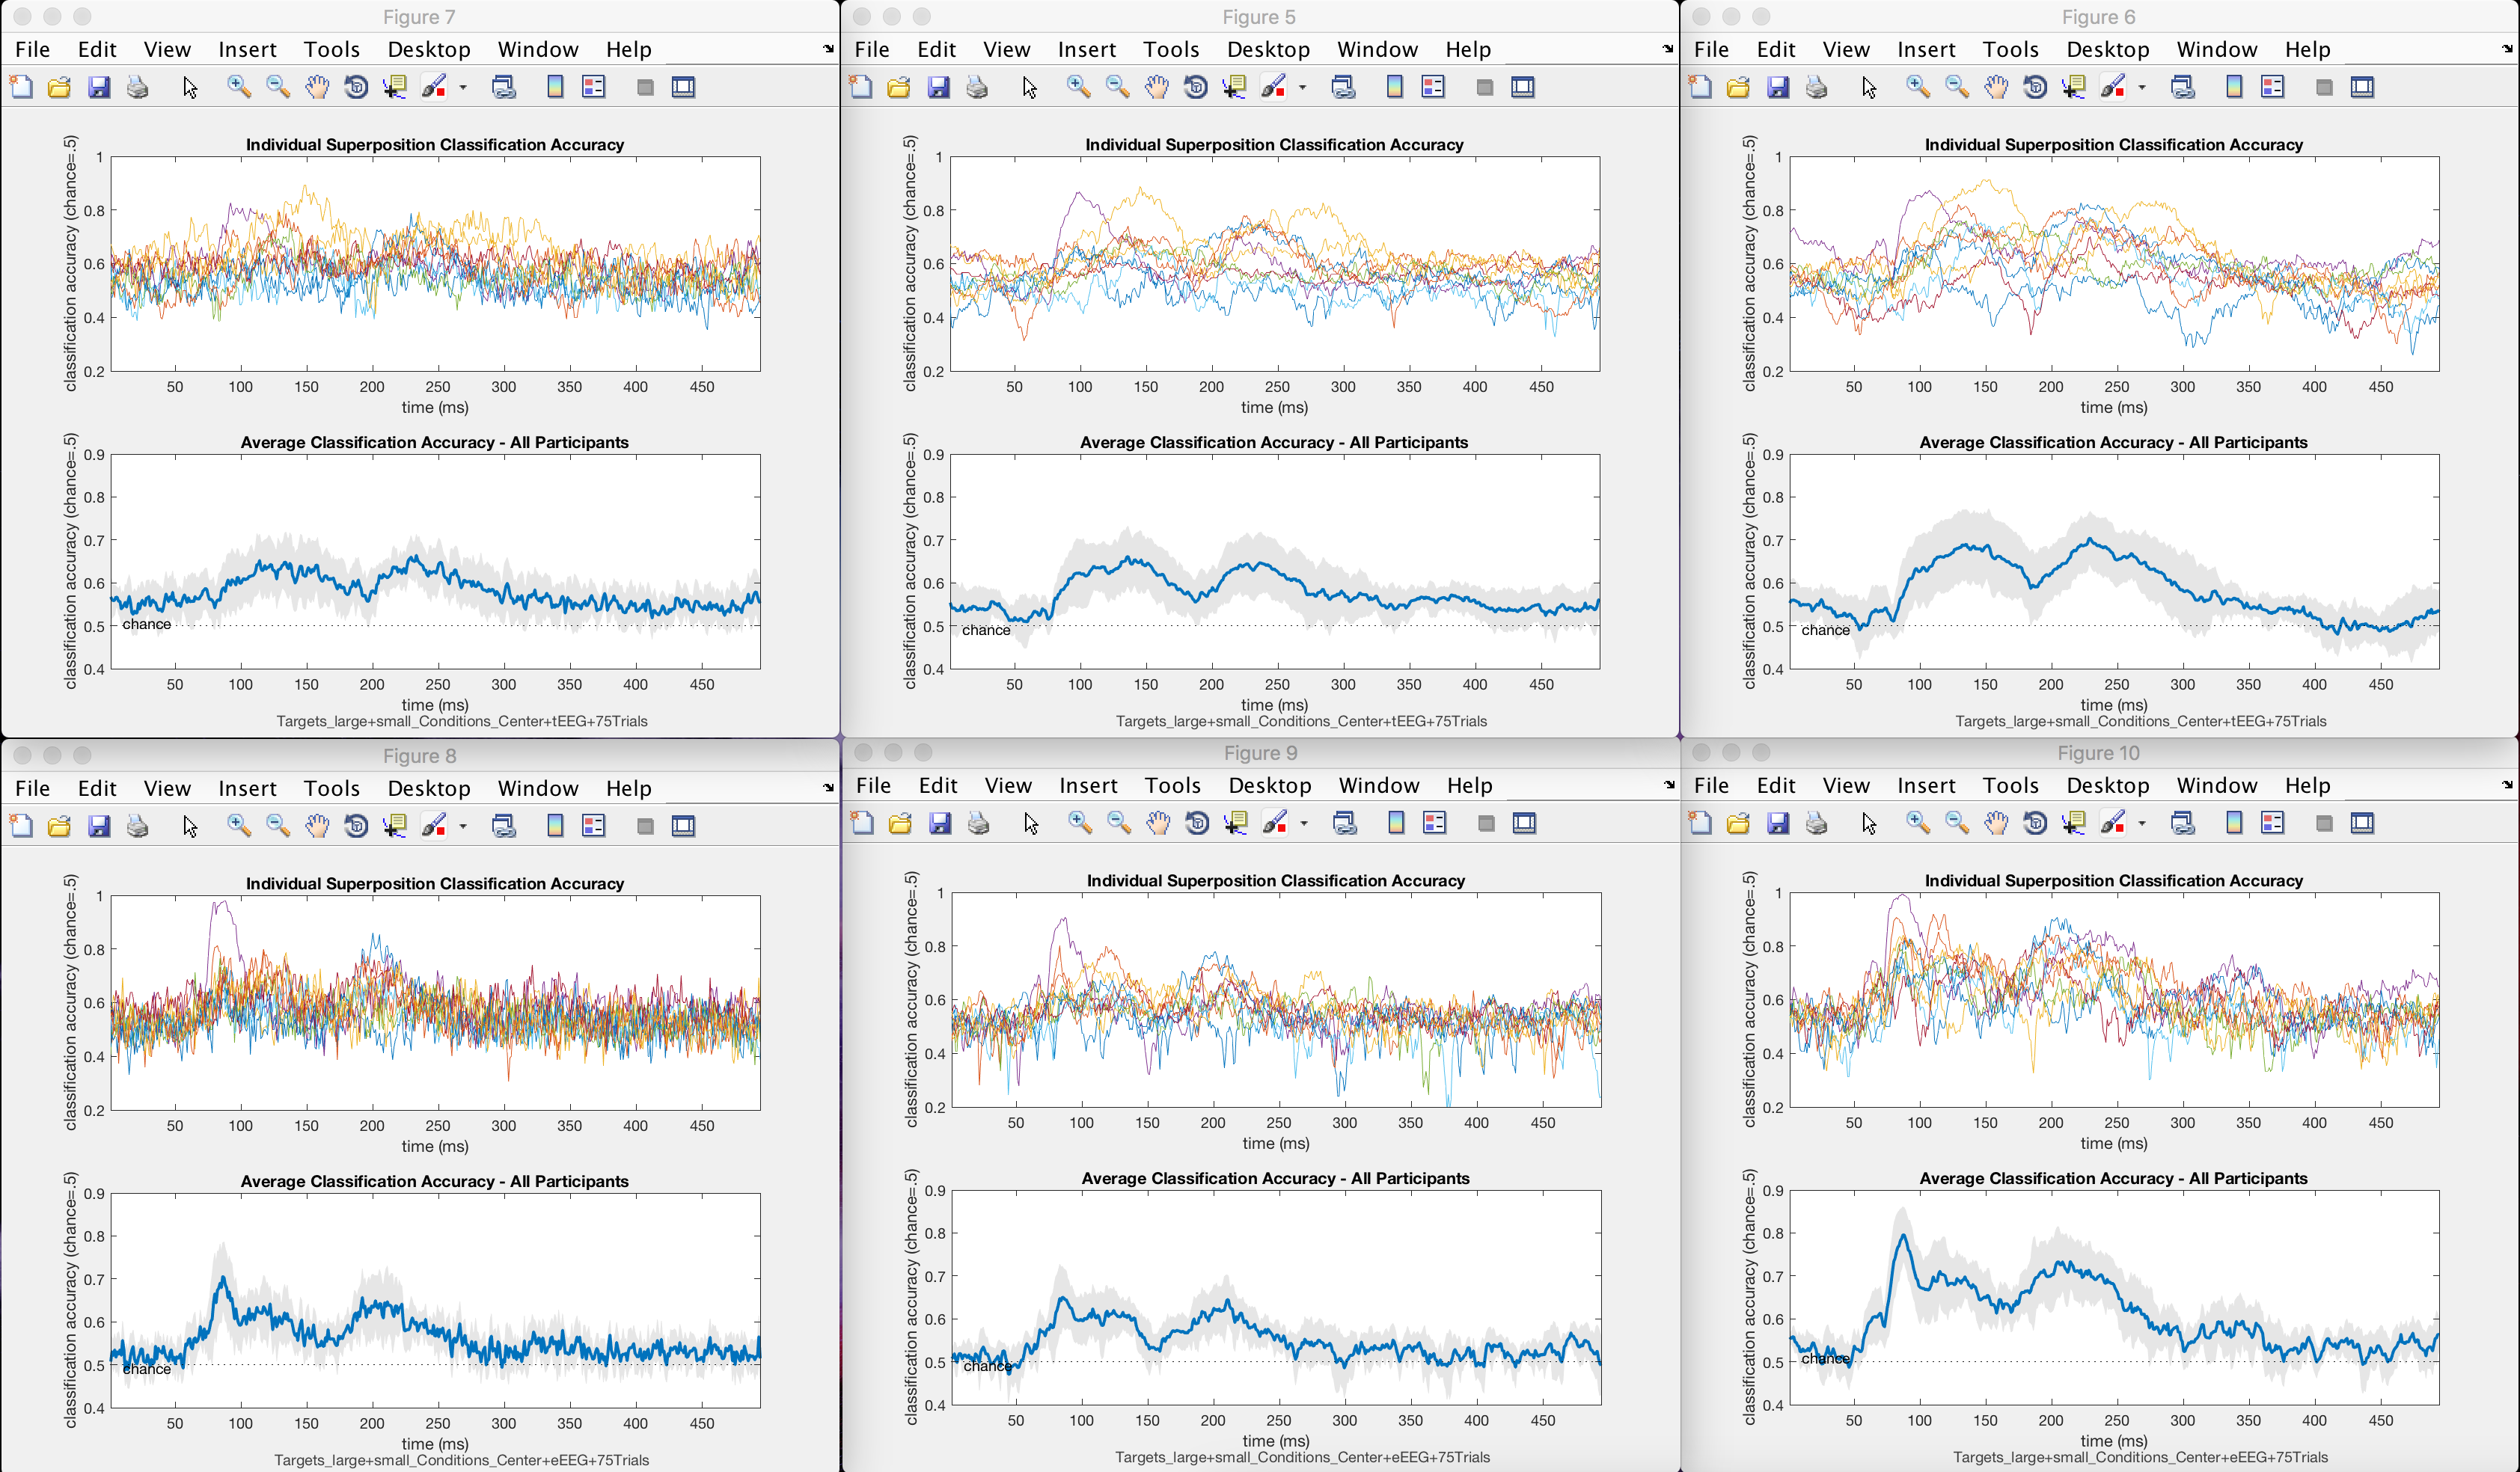 Figure 7
File Edit View Insert Tools Desktop Window Help
Individual Superposition Classification Accuracy
classification accuracy (chance=.5)
1
0.8
0.6
0.4
0.2
50 100 150 200 250 300 350 400 450
time (ms)
Average Classification Accuracy - All Participants
classification accuracy (chance=.5)
0.9
0.8
0.7
0.6
0.5
0.4
chance
50 100 150 200 250 300 350 400 450
time (ms)
Targets_large+small_Conditions_Center+tEEG+75Trials
Figure 5
File Edit View Insert Tools Desktop Window Help
Individual Superposition Classification Accuracy
classification accuracy (chance=.5)
1
0.8
0.6
0.4
0.2
50 100 150 200 250 300 350 400 450
time (ms)
Average Classification Accuracy - All Participants
classification accuracy (chance=.5)
0.9
0.8
0.7
0.6
0.5
0.4
chance
50 100 150 200 250 300 350 400 450
time (ms)
Targets_large+small_Conditions_Center+tEEG+75Trials
Figure 6
File Edit View Insert Tools Desktop Window Help
Individual Superposition Classification Accuracy
classification accuracy (chance=.5)
1
0.8
0.6
0.4
0.2
50 100 150 200 250 300 350 400 450
time (ms)
Average Classification Accuracy - All Participants
classification accuracy (chance=.5)
0.9
0.8
0.7
0.6
0.5
0.4
chance
50 100 150 200 250 300 350 400 450
time (ms)
Targets_large+small_Conditions_Center+tEEG+75Trials
Figure 8
File Edit View Insert Tools Desktop Window Help
Individual Superposition Classification Accuracy
classification accuracy (chance=.5)
1
0.8
0.6
0.4
0.2
50 100 150 200 250 300 350 400 450
time (ms)
Average Classification Accuracy - All Participants
classification accuracy (chance=.5)
0.9
0.8
0.7
0.6
0.5
0.4
chance
50 100 150 200 250 300 350 400 450
time (ms)
Targets_large+small_Conditions_Center+eEEG+75Trials
Figure 9
File Edit View Insert Tools Desktop Window Help
Individual Superposition Classification Accuracy
classification accuracy (chance=.5)
1
0.8
0.6
0.4
0.2
50 100 150 200 250 300 350 400 450
time (ms)
Average Classification Accuracy - All Participants
classification accuracy (chance=.5)
0.9
0.8
0.7
0.6
0.5
0.4
chance
50 100 150 200 250 300 350 400 450
time (ms)
Targets_large+small_Conditions_Center+eEEG+75Trials
Figure 10
File Edit View Insert Tools Desktop Window Help
Individual Superposition Classification Accuracy
classification accuracy (chance=.5)
1
0.8
0.6
0.4
0.2
50 100 150 200 250 300 350 400 450
time (ms)
Average Classification Accuracy - All Participants
classification accuracy (chance=.5)
0.9
0.8
0.7
0.6
0.5
0.4
chance
50 100 150 200 250 300 350 400 450
time (ms)
Targets_large+small_Conditions_Center+eEEG+75Trials